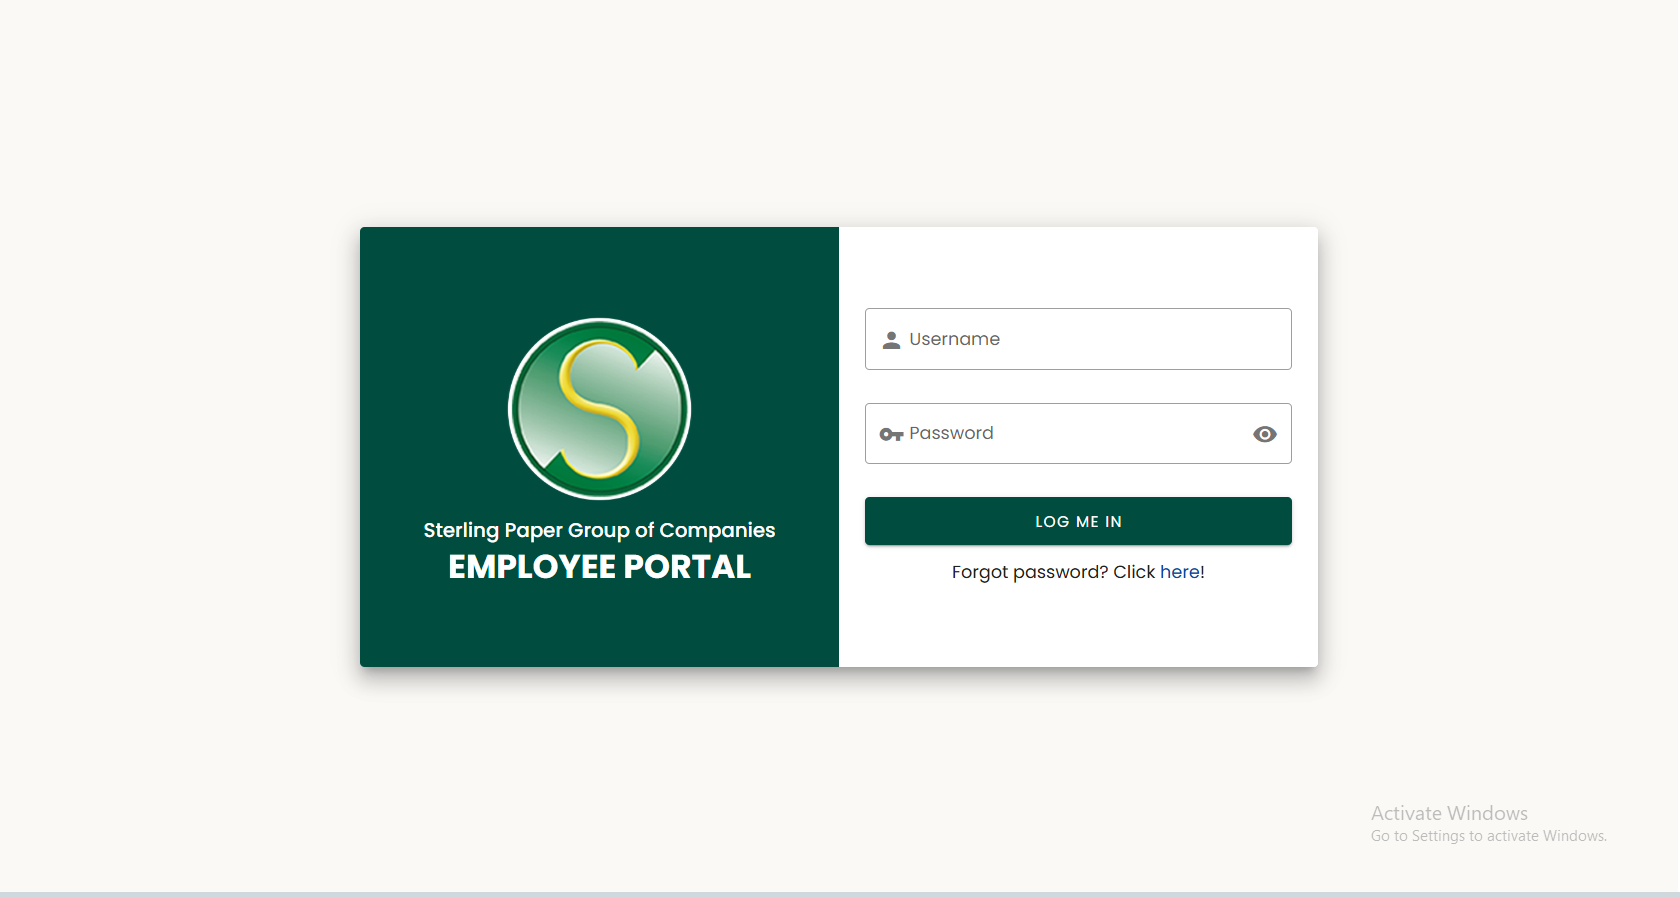 Sterling Paper Group of Companies
EMPLOYEE PORTAL
Username
Password
LOG ME IN
Forgot password? Click here!
Activate Windows
Go to Settings to activate Windows.